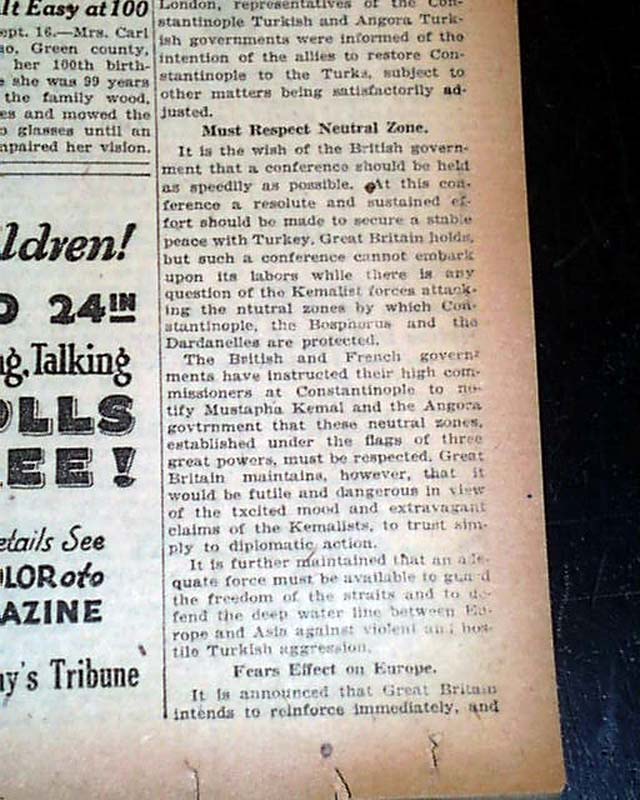 lt Easy at 100
ept. 16.—Mrs. Carl
so, Green county,
her 100th birth-
she was 99 years
the family wood,
es and mowed the
glasses until an
mpaired her vision.
ldren!
D 24IN
ng, Talking
OLLS
EE!
etails See
OLORoto
AZINE
ay's Tribune
London, representatives of the Con-
stantinople Turkish and Angora Turk-
ish governments were informed of the
intention of the allies to restore Con-
stantinople to the Turks, subject to
other matters being satisfactorily ad-
justed.
Must Respect Neutral Zone.
It is the wish of the British govern-
ment that a conference should be held
as speedily as possible. At this con-
ference a resolute and sustained ef-
fort should be made to secure a stable
peace with Turkey, Great Britain holds,
but such a conference cannot embark
upon its labors while there is any
question of the Kemalist forces attack-
ing the ntutral zones by which Con-
stantinople, the Bosphorus and the
Dardanelles are protected.
The British and French govern-
ments have instructed their high com-
missioners at Constantinople to no-
tify Mustapha Kemal and the Angora
govtrnment that these neutral zones,
established under the flags of three
great powers, must be respected. Great
Britain maintains, however, that it
would be futile and dangerous in view
of the txcited mood and extravagant
claims of the Kemalists, to trust sim-
ply to diplomatic action.
It is further maintained that an ade-
quate force must be available to guard
the freedom of the straits and to de-
fend the deep water line between Eu-
rope and Asia against violent and hos-
tile Turkish aggression.
Fears Effect on Europe.
It is announced that Great Britain
intends to reinforce immediately, and